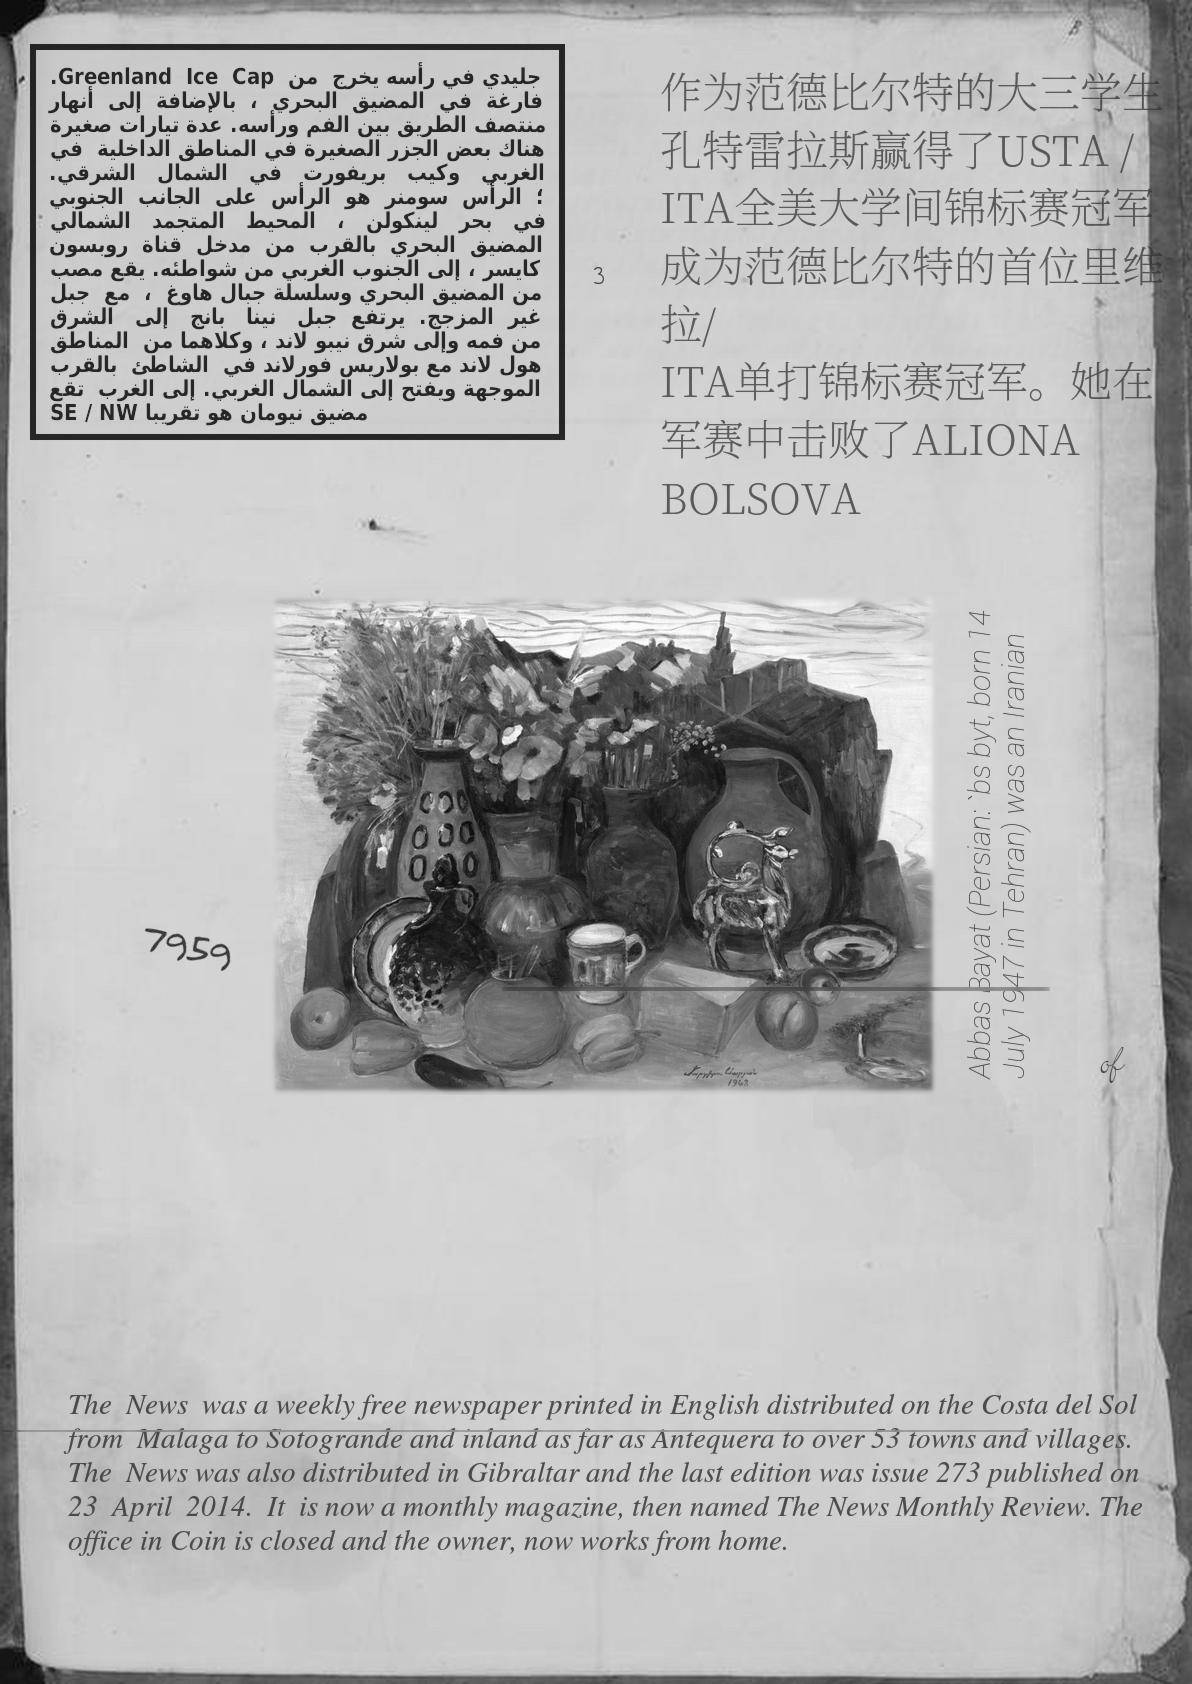 B
جليدي في رأسه يخرج من Greenland Ice Cap.
فارغة في المضيق البحري ، بالإضافة إلى أنهار
منتصف الطريق بين الفم ورأسه. عدة تيارات صغيرة
هناك بعض الجزر الصغيرة في المناطق الداخلية في
الغربي وكيب بريفورت في الشمال الشرقي.
؛ الرأس سومنر هو الرأس على الجانب الجنوبي
في بحر لينكولن ، المحيط المتجمد الشمالي
المضيق البحري بالقرب من مدخل قناة روبسون
كايسر ، إلى الجنوب الغربي من شواطئه. يقع مصب
من المضيق البحري وسلسلة جبال هاوغ ، مع جبل
غير المزجج. يرتفع جبل نينا بانج إلى الشرق
من فمه وإلى شرق نيبو لاند ، وكلاهما من المناطق
هول لاند مع بولاريس فورلاند في الشاطئ بالقرب
الموجهة ويفتح إلى الشمال الغربي. إلى الغرب تقع
مضيق نيومان هو تقريبا SE / NW
作为范德比尔特的大三学生
孔特雷拉斯赢得了USTA /
ITA全美大学间锦标赛冠军
成为范德比尔特的首位里维
拉/
ITA单打锦标赛冠军。她在
军赛中击败了ALIONA
BOLSOVA
3
Abbas Bayat (Persian: `bs byt, born 14
July 1947 in Tehran) was an Iranian
7959
1962
of
The News was a weekly free newspaper printed in English distributed on the Costa del Sol
from Malaga to Sotogrande and inland as far as Antequera to over 53 towns and villages.
The News was also distributed in Gibraltar and the last edition was issue 273 published on
23 April 2014. It is now a monthly magazine, then named The News Monthly Review. The
office in Coin is closed and the owner, now works from home.